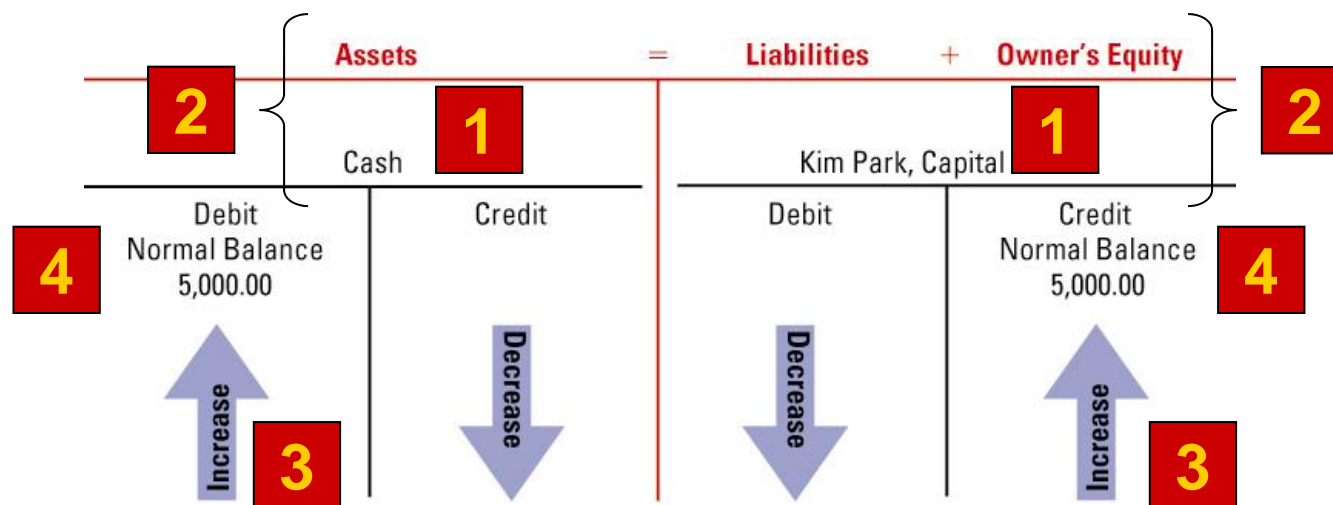 Assets = Liabilities + Owner's Equity
2 1 1 2
Cash Kim Park, Capital
Debit Credit Debit Credit
Normal Balance Normal Balance
4 5,000.00 5,000.00 4
Increase Decrease Decrease Increase
3 3